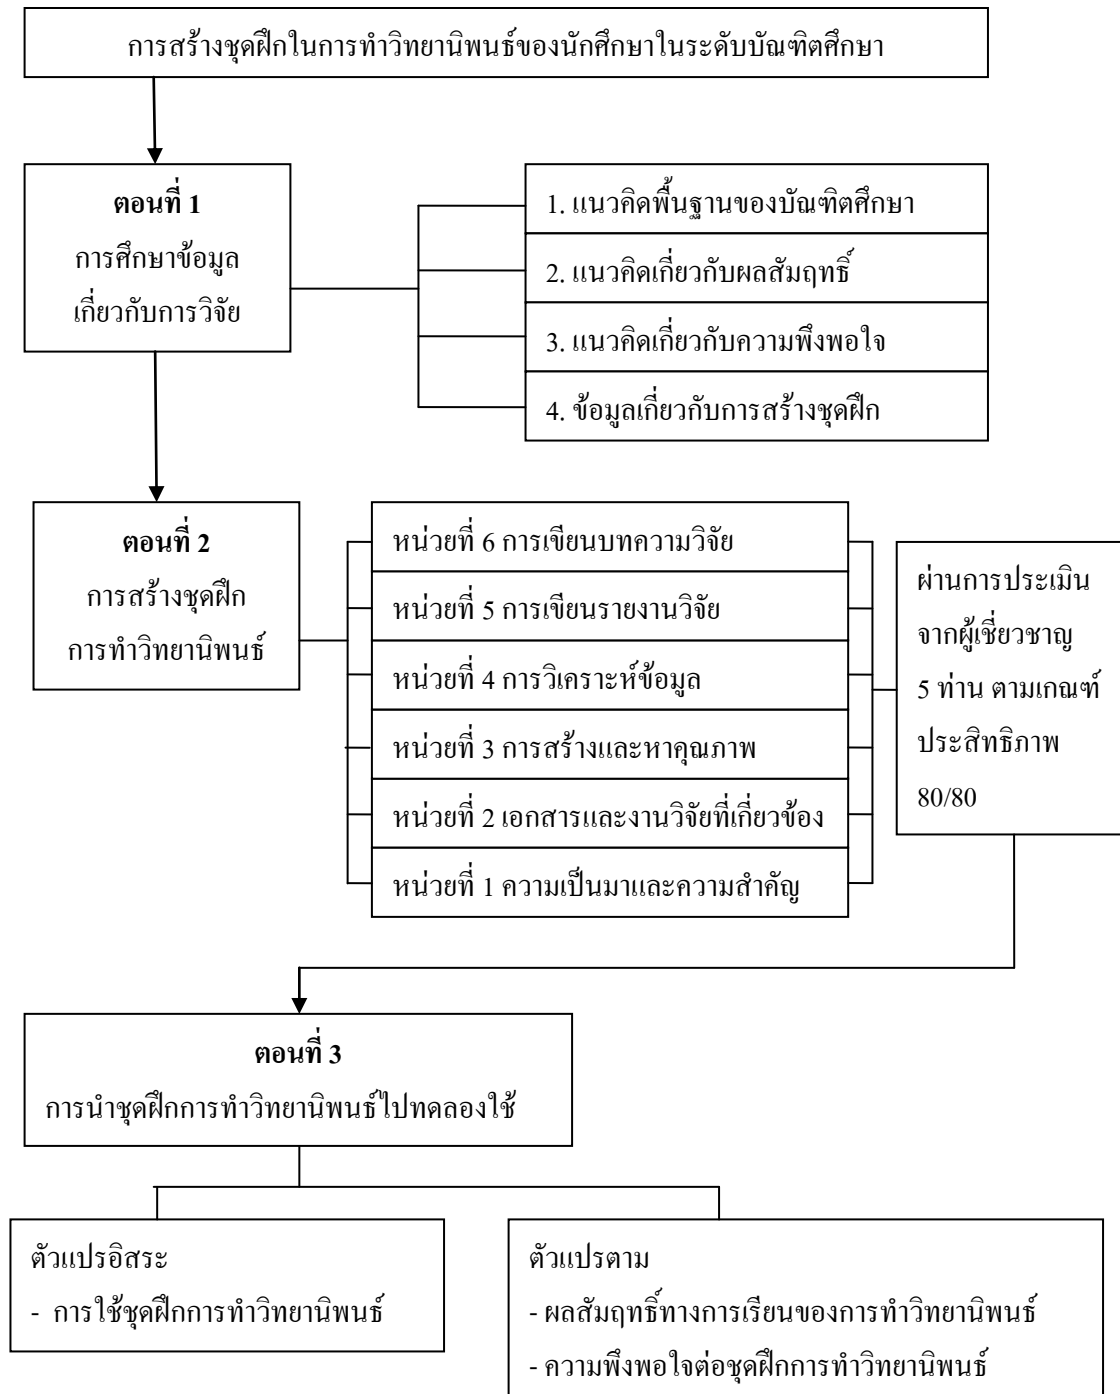 การสร้างชุดฝึกในการทำวิทยานิพนธ์ของนักศึกษาในระดับบัณฑิตศึกษา
ตอนที่ 1
การศึกษาข้อมูล
เกี่ยวกับการวิจัย
1. แนวคิดพื้นฐานของบัณฑิตศึกษา
2. แนวคิดเกี่ยวกับผลสัมฤทธิ์
3. แนวคิดเกี่ยวกับความพึงพอใจ
4. ข้อมูลเกี่ยวกับการสร้างชุดฝึก
ตอนที่ 2
การสร้างชุดฝึก
การทำวิทยานิพนธ์
หน่วยที่ 6 การเขียนบทความวิจัย
หน่วยที่ 5 การเขียนรายงานวิจัย
หน่วยที่ 4 การวิเคราะห์ข้อมูล
หน่วยที่ 3 การสร้างและหาคุณภาพ
หน่วยที่ 2 เอกสารและงานวิจัยที่เกี่ยวข้อง
หน่วยที่ 1 ความเป็นมาและความสำคัญ
ผ่านการประเมิน
จากผู้เชี่ยวชาญ
5 ท่าน ตามเกณฑ์
ประสิทธิภาพ
80/80
ตอนที่ 3
การนำชุดฝึกการทำวิทยานิพนธ์ไปทดลองใช้
ตัวแปรอิสระ
- การใช้ชุดฝึกการทำวิทยานิพนธ์
ตัวแปรตาม
- ผลสัมฤทธิ์ทางการเรียนของการทำวิทยานิพนธ์
- ความพึงพอใจต่อชุดฝึกการทำวิทยานิพนธ์